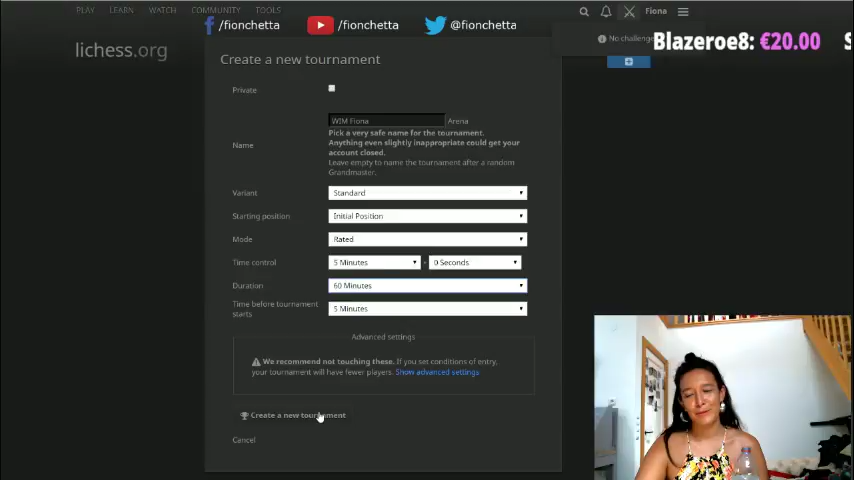 PLAY LEARN WATCH COMMUNITY TOOLS Fiona
/fionchetta /fionchetta @fionchetta
No challenge
Blazeroe8: €20.00 S
lichess.org
Create a new tournament
Private
WIM Fiona Arena
Pick a very safe name for the tournament.
Anything even slightly inappropriate could get your
account closed.
Name
Leave empty to name the tournament after a random
Grandmaster.
Variant Standard
Starting position Initial Position
Mode Rated
Time control 5 Minutes + 0 Seconds
Duration 60 Minutes
Time before tournament
starts
5 Minutes
Advanced settings
We recommend not touching these. If you set conditions of entry,
your tournament will have fewer players. Show advanced settings
Create a new tournament
Cancel